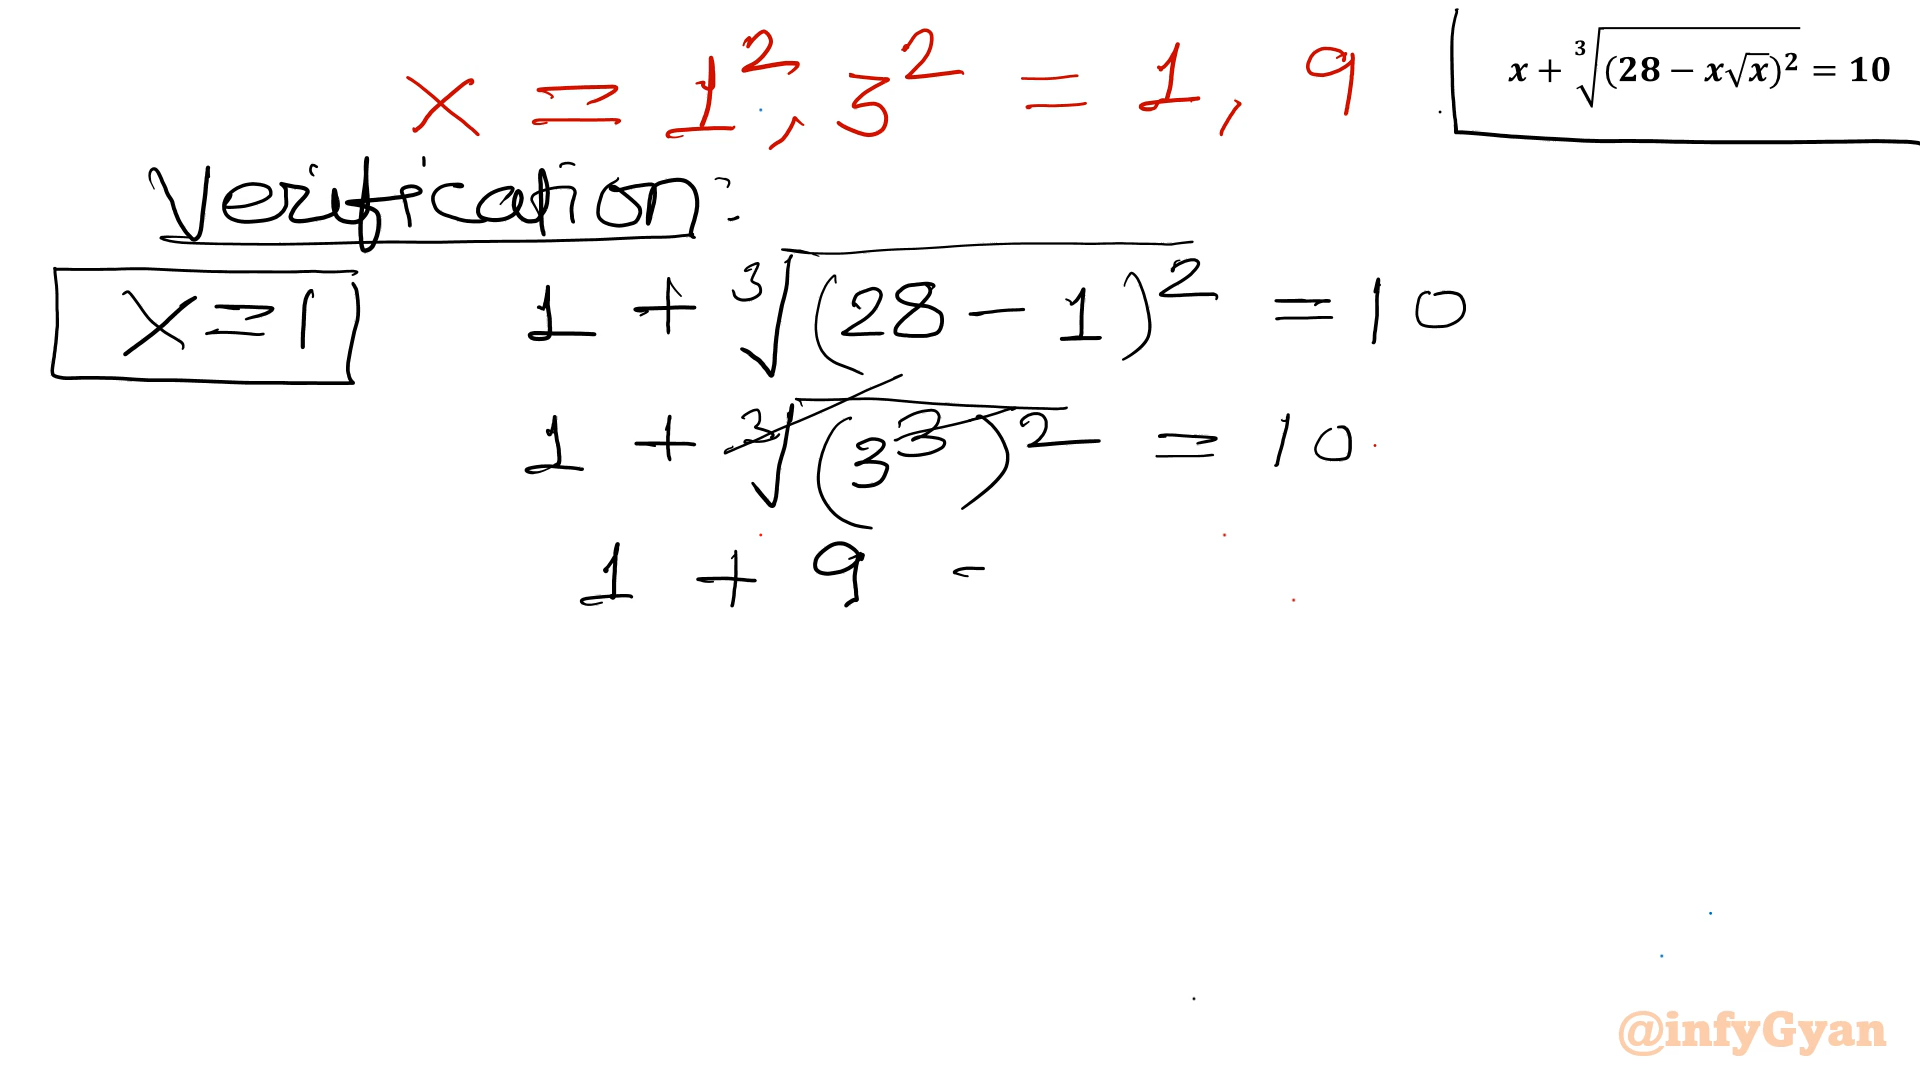 x = 1², 3² = 1, 9
x + ∛(28 − x√x)² = 10
Verification:
x = 1
1 + ∛(28 − 1)² = 10
1 + ∛(3³)² = 10
1 + 9 =
@infyGyan